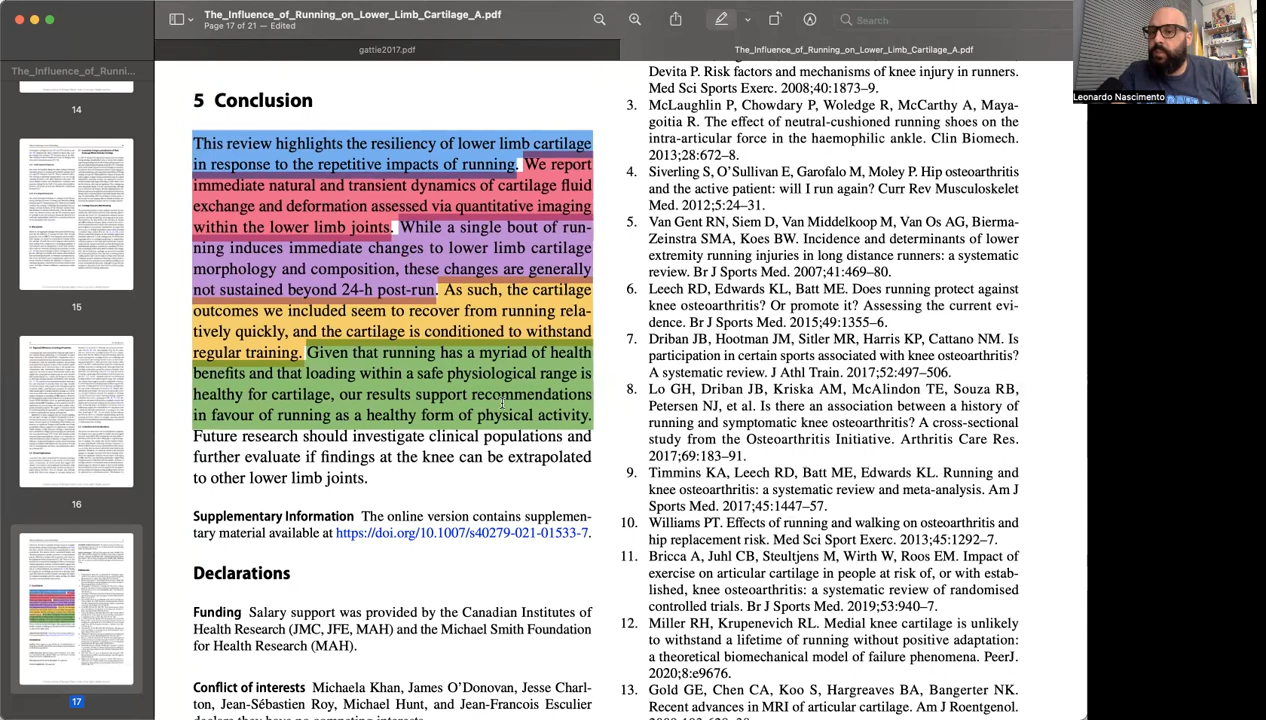 The_Influence_of_Running_on_Lower_Limb_Cartilage_A.pdf
Page 17 of 21 – Edited
Search
gattie2017.pdf
The_Influence_of_Running_on_Lower_Limb_Cartilage_A.pdf
The_Influence_of_Runni...
14
15
16
17
Leonardo Nascimento
5 Conclusion
This review highlights the resiliency of lower limb cartilage
in response to the repetitive impacts of running. We report
on the overall and transient dynamics of cartilage fluid
exchange and deformation assessed via diagnostic imaging
within the lower limb joints. While a single bout of run-
ning imposes immediate changes to lower limb cartilage
morphology and composition, these changes are generally
not sustained beyond 24-h post-run. As such, the cartilage
outcomes we included seem to recover from running rela-
tively quickly, and the cartilage is conditioned to withstand
regular running. Given that running has a myriad of health
benefits and that loading within a safe physiological range is
healthy for cartilage, our results support recommendations
in favor of running as a healthy form of physical activity.
Future research should investigate clinical populations and
further evaluate if findings at the knee can be extrapolated
to other lower limb joints.
Supplementary Information The online version contains supplemen-
tary material available at https://doi.org/10.1007/s40279-021-01533-7.
Declarations
Funding Salary awards provided by the Canadian Institutes of
Health Research (MCC, JFE, MAH) and the Michael Smith Foundation
for Health Research (MAH).
Conflict of interests Michaela Khan, James O'Donovan, Jesse Charl-
ton, Jean-Sébastien Roy, Michael Hunt, and Jean-Francois Esculier
declare they have no competing interests.
Devita P. Risk factors and mechanisms of knee injury in runners.
Med Sci Sports Exerc. 2008;40:1873–9.
3. McLaughlin P, Chowdary P, Woledge R, McCarthy A, Maya-
goitia R. The effect of neutral-cushioned running shoes on the
intra-articular force in the haemophilic ankle. Clin Biomech.
2013;28:672–8.
4. Siverling S, O'Sullivan E, Garofalo M, Moley P. Hip osteoarthritis
and the active patient: will I run again? Curr Rev Musculoskelet
Med. 2012;5:24–31.
5. Van Gent RN, Siem D, Van Middelkoop M, Van Os AG, Bierma-
Zeinstra SMA, Koes BW. Incidence and determinants of lower
extremity running injuries in long distance runners: a systematic
review. Br J Sports Med. 2007;41:469–80.
6. Leech RD, Edwards KL, Batt ME. Does running protect against
knee osteoarthritis? Or promote it? Assessing the current evi-
dence. Br J Sports Med. 2015;49:1355–6.
7. Driban JB, Hootman JM, Sitler MR, Harris KP, Cattano NM. Is
participation in certain sports associated with knee osteoarthritis?
A systematic review. J Athl Train. 2017;52:497–506.
8. Lo GH, Driban JB, Kriska AM, McAlindon TE, Souza RB,
Petersen NJ, et al. Is there an association between a history of
running and symptomatic knee osteoarthritis? A cross-sectional
study from the Osteoarthritis Initiative. Arthritis Care Res.
2017;69:183–91.
9. Timmins KA, Leech RD, Batt ME, Edwards KL. Running and
knee osteoarthritis: a systematic review and meta-analysis. Am J
Sports Med. 2017;45:1447–57.
10. Williams PT. Effects of running and walking on osteoarthritis and
hip replacement risk. Med Sci Sport Exerc. 2013;45:1292–7.
11. Bricca A, Juhl CB, Steultjens M, Wirth W, Roos EM. Impact of
exercise on articular cartilage in people at risk of, or with estab-
lished, knee osteoarthritis: a systematic review of randomised
controlled trials. Br J Sports Med. 2019;53:940–7.
12. Miller RH, Krupenevich RL. Medial knee cartilage is unlikely
to withstand a lifetime of running without positive adaptation:
a theoretical biomechanical model of failure phenomena. PeerJ.
2020;8:e9676.
13. Gold GE, Chen CA, Koo S, Hargreaves BA, Bangerter NK.
Recent advances in MRI of articular cartilage. Am J Roentgenol.